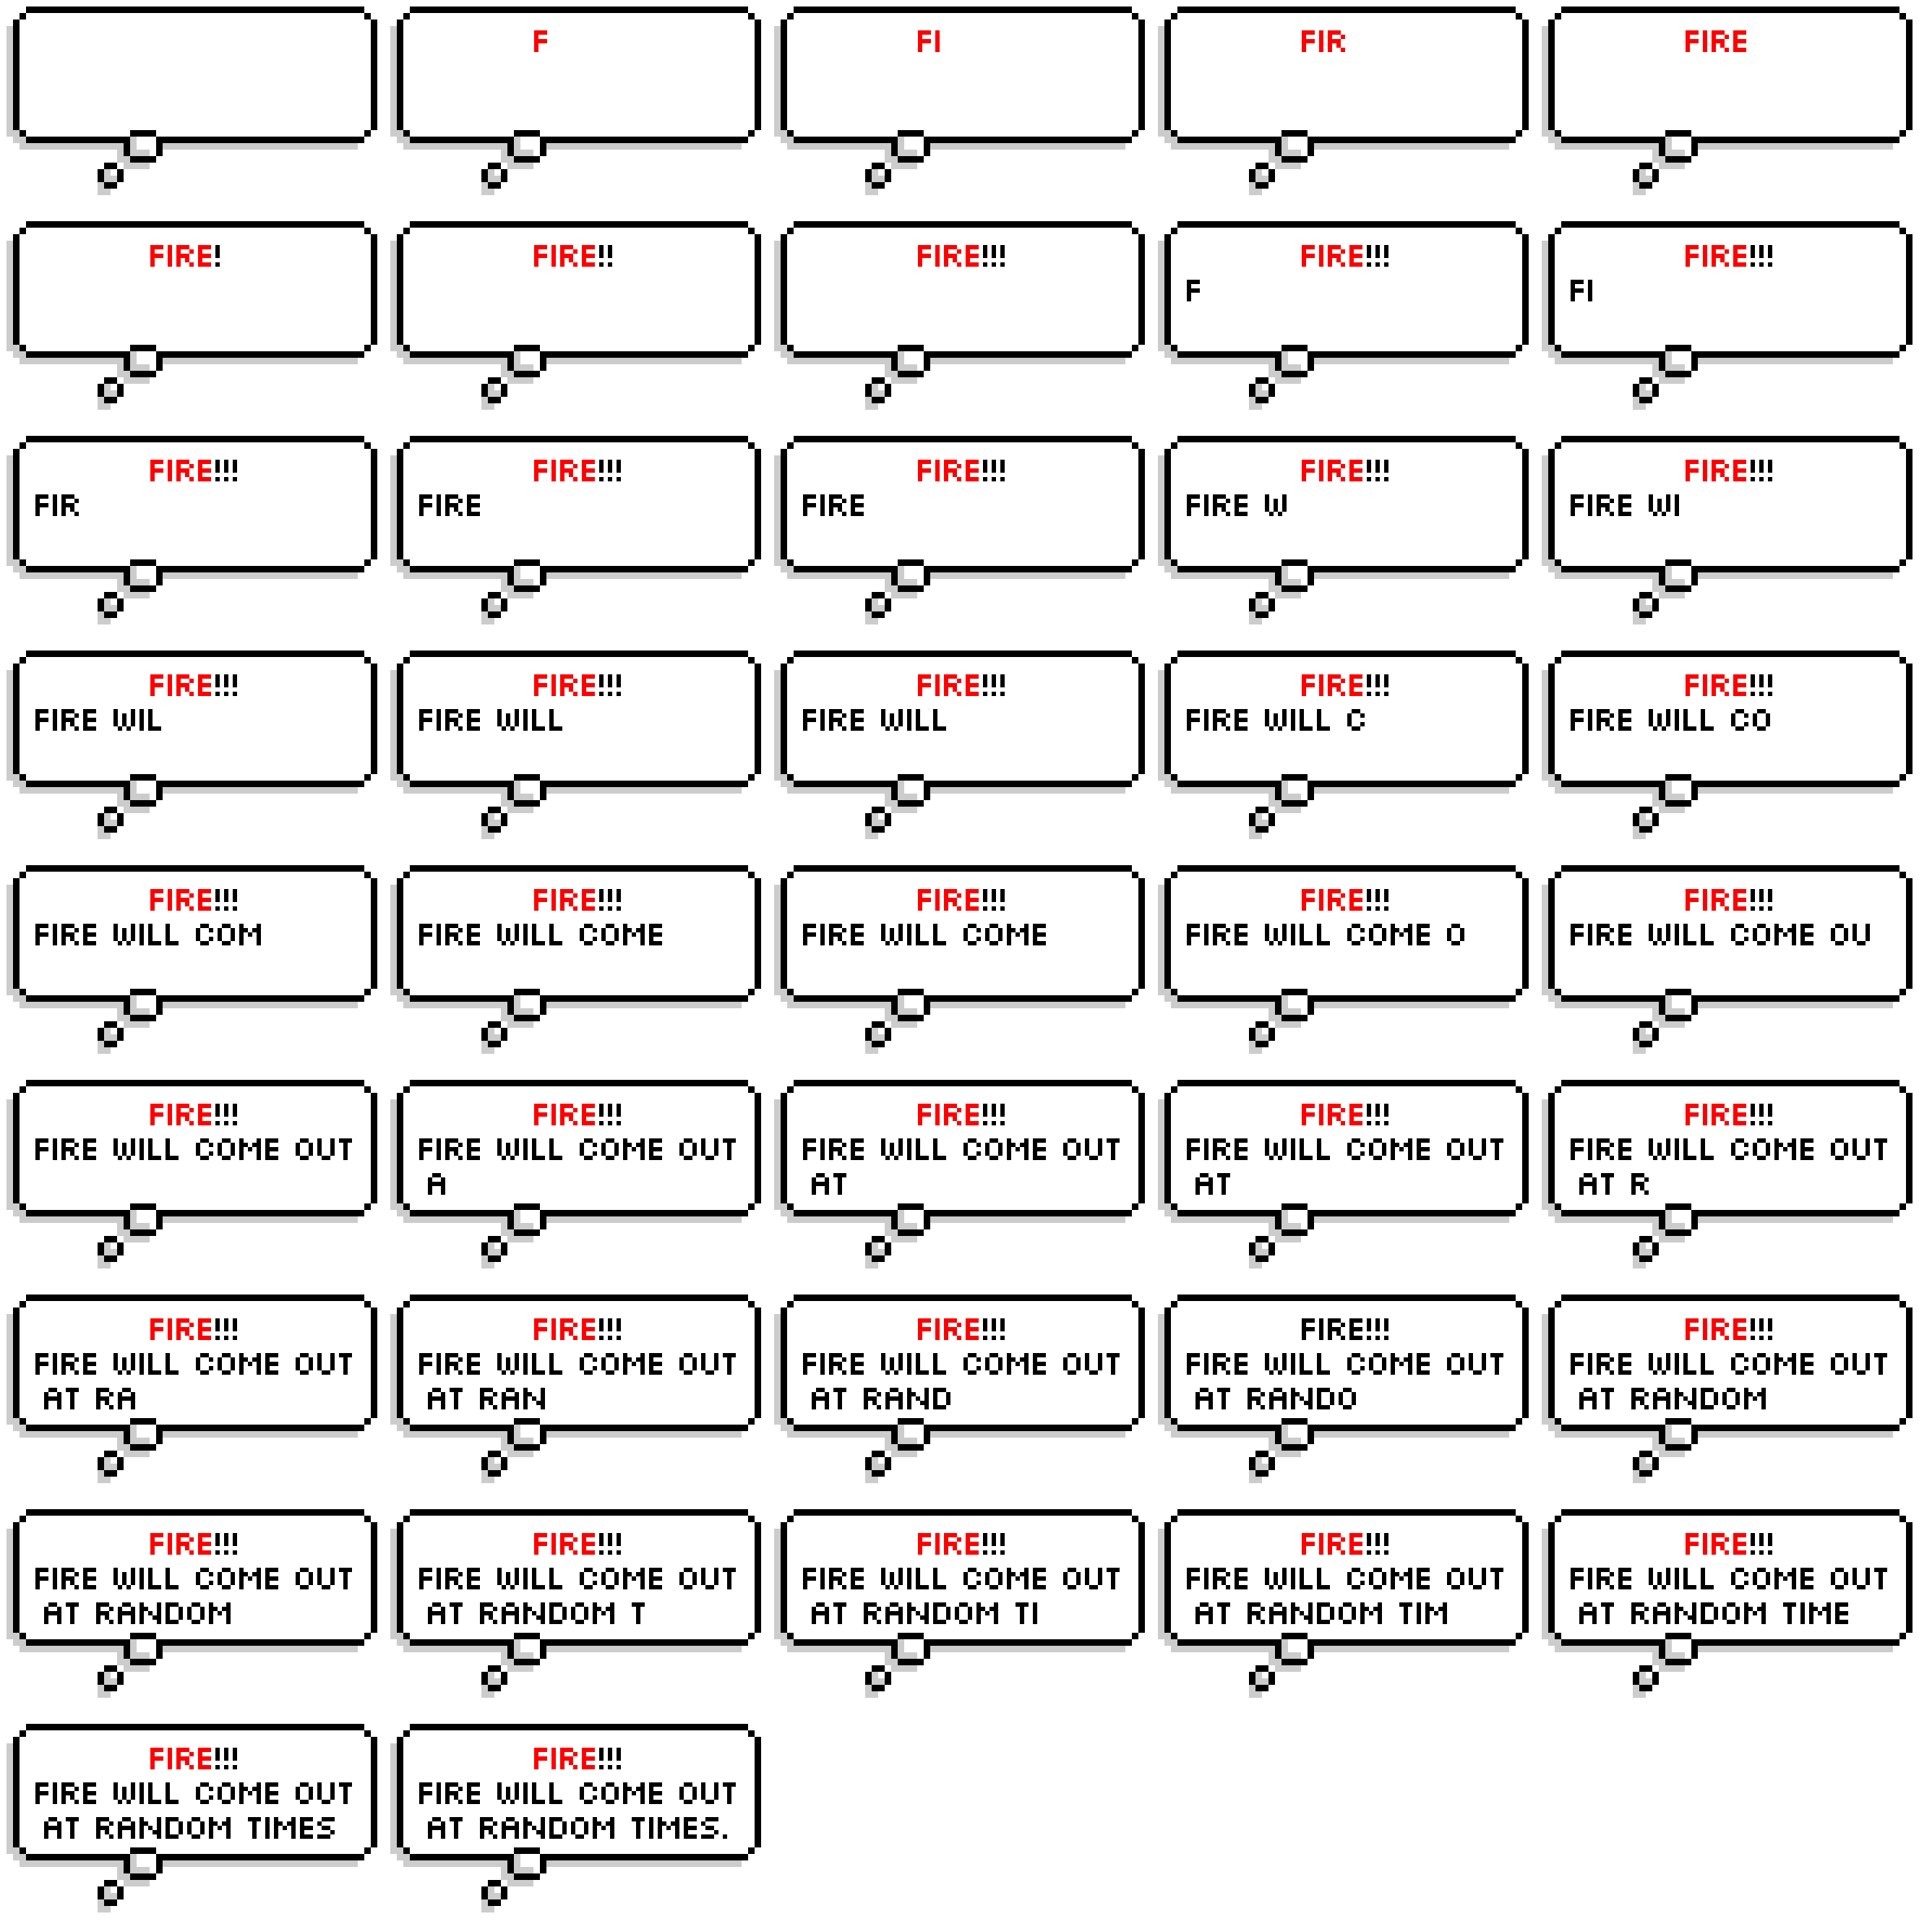 F
FI
FIR
FIRE
FIRE!
FIRE!!
FIRE!!!
FIRE!!!
F
FIRE!!!
FI
FIRE!!!
FIR
FIRE!!!
FIRE
FIRE!!!
FIRE
FIRE!!!
FIRE W
FIRE!!!
FIRE WI
FIRE!!!
FIRE WIL
FIRE!!!
FIRE WILL
FIRE!!!
FIRE WILL
FIRE!!!
FIRE WILL C
FIRE!!!
FIRE WILL CO
FIRE!!!
FIRE WILL COM
FIRE!!!
FIRE WILL COME
FIRE!!!
FIRE WILL COME
FIRE!!!
FIRE WILL COME O
FIRE!!!
FIRE WILL COME OU
FIRE!!!
FIRE WILL COME OUT
FIRE!!!
FIRE WILL COME OUT
A
FIRE!!!
FIRE WILL COME OUT
AT
FIRE!!!
FIRE WILL COME OUT
AT
FIRE!!!
FIRE WILL COME OUT
AT R
FIRE!!!
FIRE WILL COME OUT
AT RA
FIRE!!!
FIRE WILL COME OUT
AT RAN
FIRE!!!
FIRE WILL COME OUT
AT RAND
FIRE!!!
FIRE WILL COME OUT
AT RANDO
FIRE!!!
FIRE WILL COME OUT
AT RANDOM
FIRE!!!
FIRE WILL COME OUT
AT RANDOM
FIRE!!!
FIRE WILL COME OUT
AT RANDOM T
FIRE!!!
FIRE WILL COME OUT
AT RANDOM TI
FIRE!!!
FIRE WILL COME OUT
AT RANDOM TIM
FIRE!!!
FIRE WILL COME OUT
AT RANDOM TIME
FIRE!!!
FIRE WILL COME OUT
AT RANDOM TIMES
FIRE!!!
FIRE WILL COME OUT
AT RANDOM TIMES.